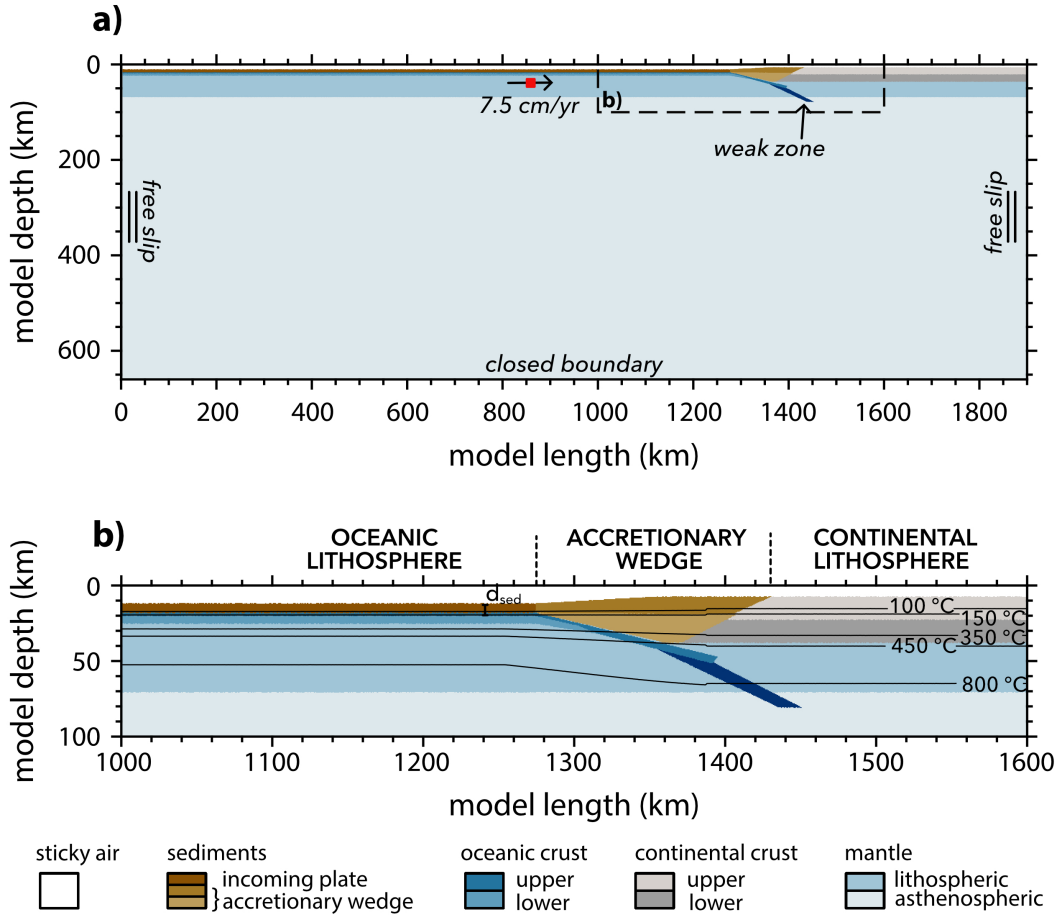 a)
0
200
400
600
model depth (km)
7.5 cm/yr
b)
weak zone
free slip
free slip
closed boundary
0 200 400 600 800 1000 1200 1400 1600 1800
model length (km)
b)
OCEANIC
LITHOSPHERE
ACCRETIONARY
WEDGE
CONTINENTAL
LITHOSPHERE
0
50
100
model depth (km)
dsed
100 °C
150 °C
350 °C
450 °C
800 °C
1000 1100 1200 1300 1400 1500 1600
model length (km)
sticky air
sediments
incoming plate
accretionary wedge
oceanic crust
upper
lower
continental crust
upper
lower
mantle
lithospheric
asthenospheric